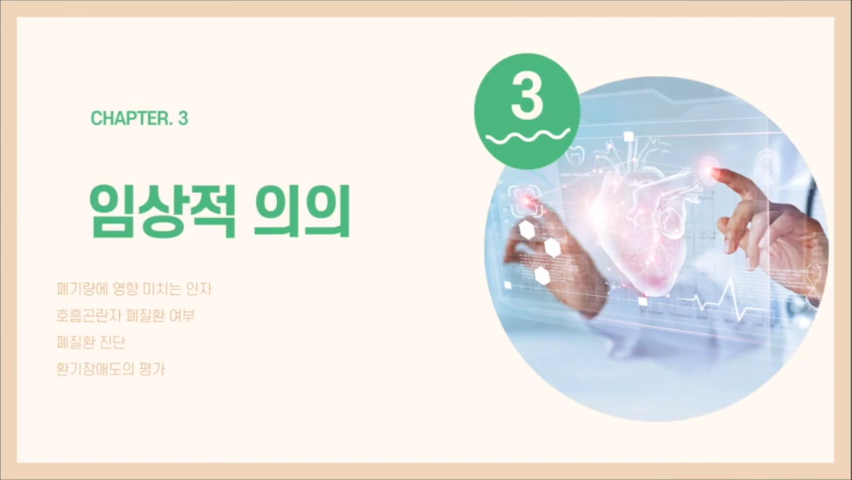 CHAPTER. 3
임상적 의의
폐기량에 영향 미치는 인자
호흡곤란자 폐질환 여부
폐질환 진단
환기장애도의 평가
3